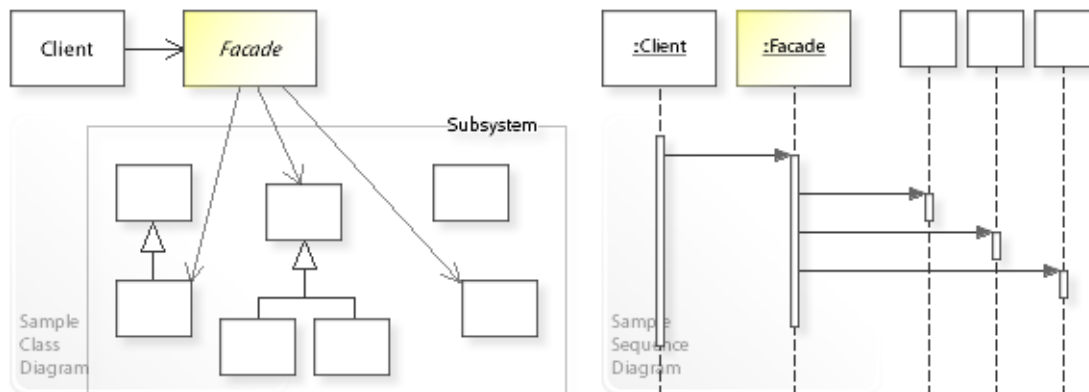 Client
Facade
Subsystem
Sample
Class
Diagram
:Client
:Facade
Sample
Sequence
Diagram